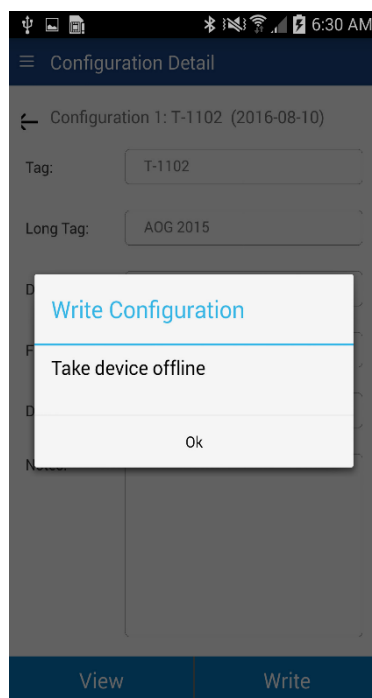 6:30 AM
Configuration Detail
Configuration 1: T-1102 (2016-08-10)
Tag: T-1102
Long Tag: AOG 2015
D
Write Configuration
F
Take device offline
D
Ok
View Write